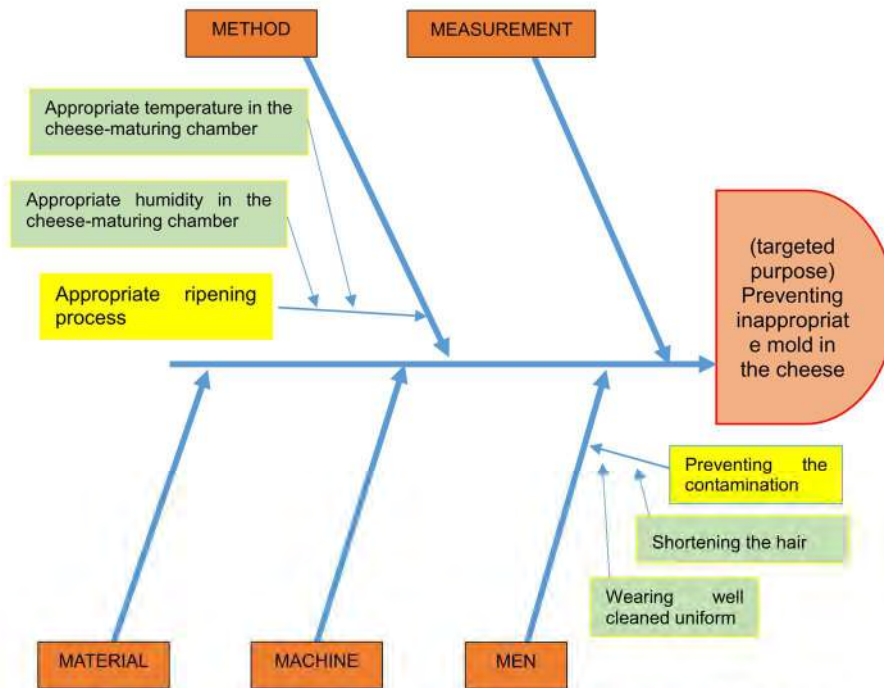 METHOD
MEASUREMENT
Appropriate temperature in the
cheese-maturing chamber
Appropriate humidity in the
cheese-maturing chamber
Appropriate ripening
process
(targeted
purpose)
Preventing
inappropriat
e mold in
the cheese
Preventing the
contamination
Shortening the hair
Wearing well
cleaned uniform
MATERIAL
MACHINE
MEN